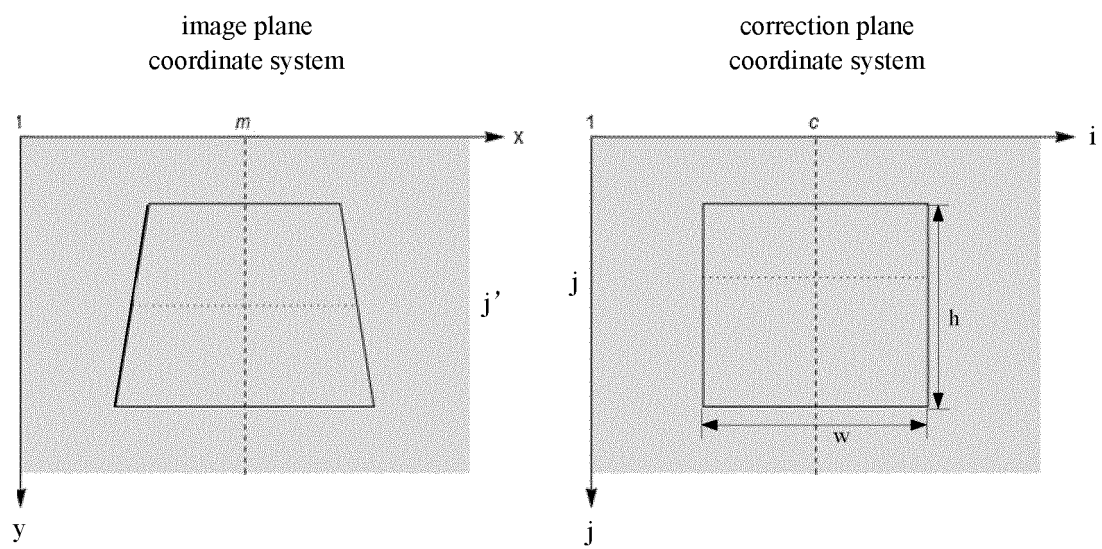 image plane
coordinate system
correction plane
coordinate system
1
m
x
1
c
i
j'
j
h
w
y
j